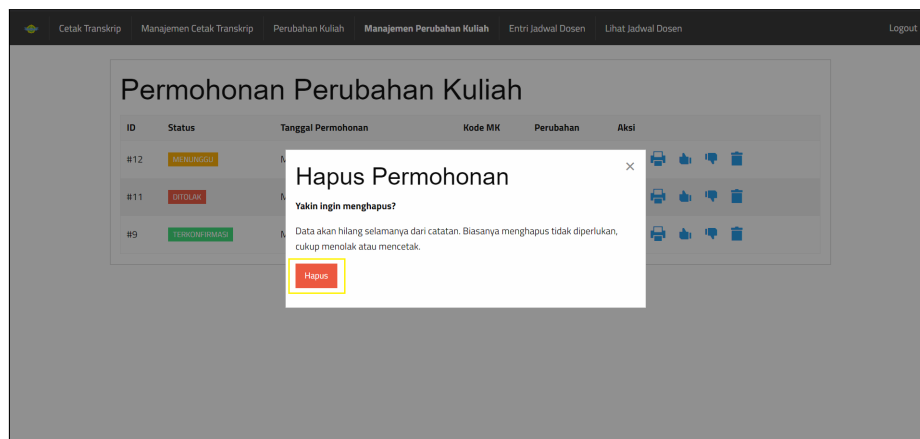 Cetak Transkrip Manajemen Cetak Transkrip Perubahan Kuliah Manajemen Perubahan Kuliah Entri Jadwal Dosen Lihat Jadwal Dosen Logout
Permohonan Perubahan Kuliah
ID Status Tanggal Permohonan Kode MK Perubahan Aksi
#12 MENUNGGU
#11 DITOLAK
#9 TERKONFIRMASI
Hapus Permohonan ×
Yakin ingin menghapus?
Data akan hilang selamanya dari catatan. Biasanya menghapus tidak diperlukan,
cukup menolak atau mencetak.
Hapus